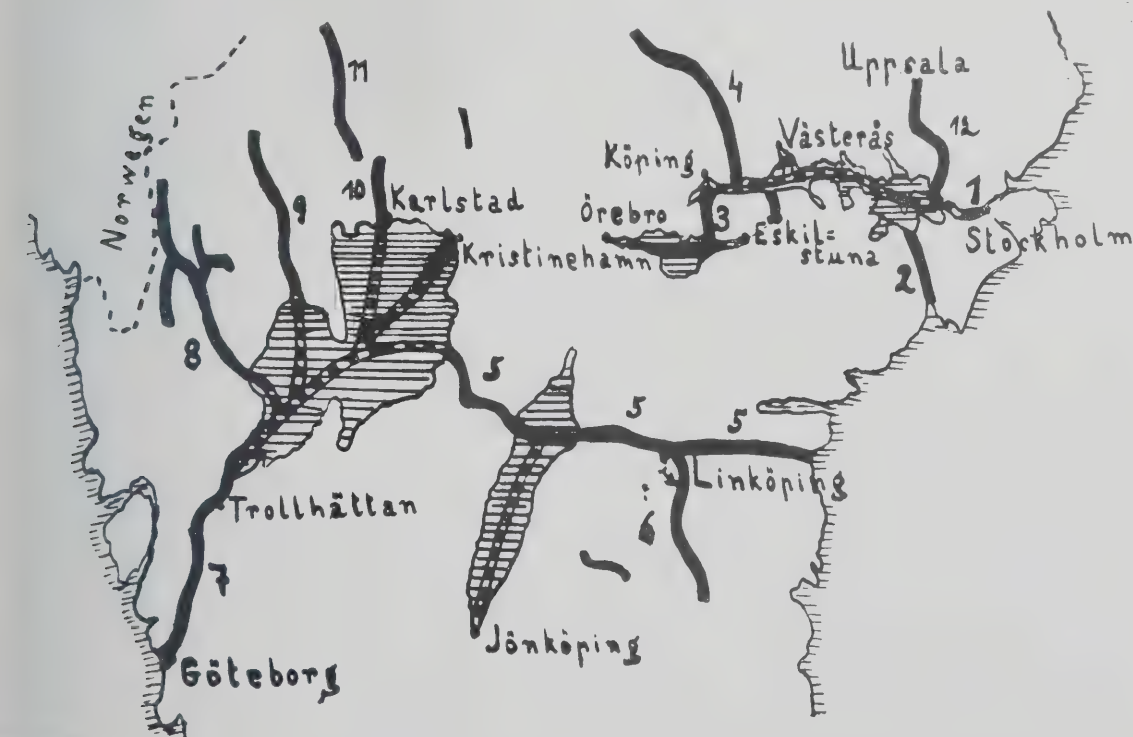 Norwegen
11
4
Uppsala
12
Västerås
Köping
1
10
Karlstad
9
Örebro
3
Eskil=
stuna
Stockholm
Kristinehamn
2
8
5
5
5
Linköping
6
Trollhättan
7
Jönköping
Göteborg